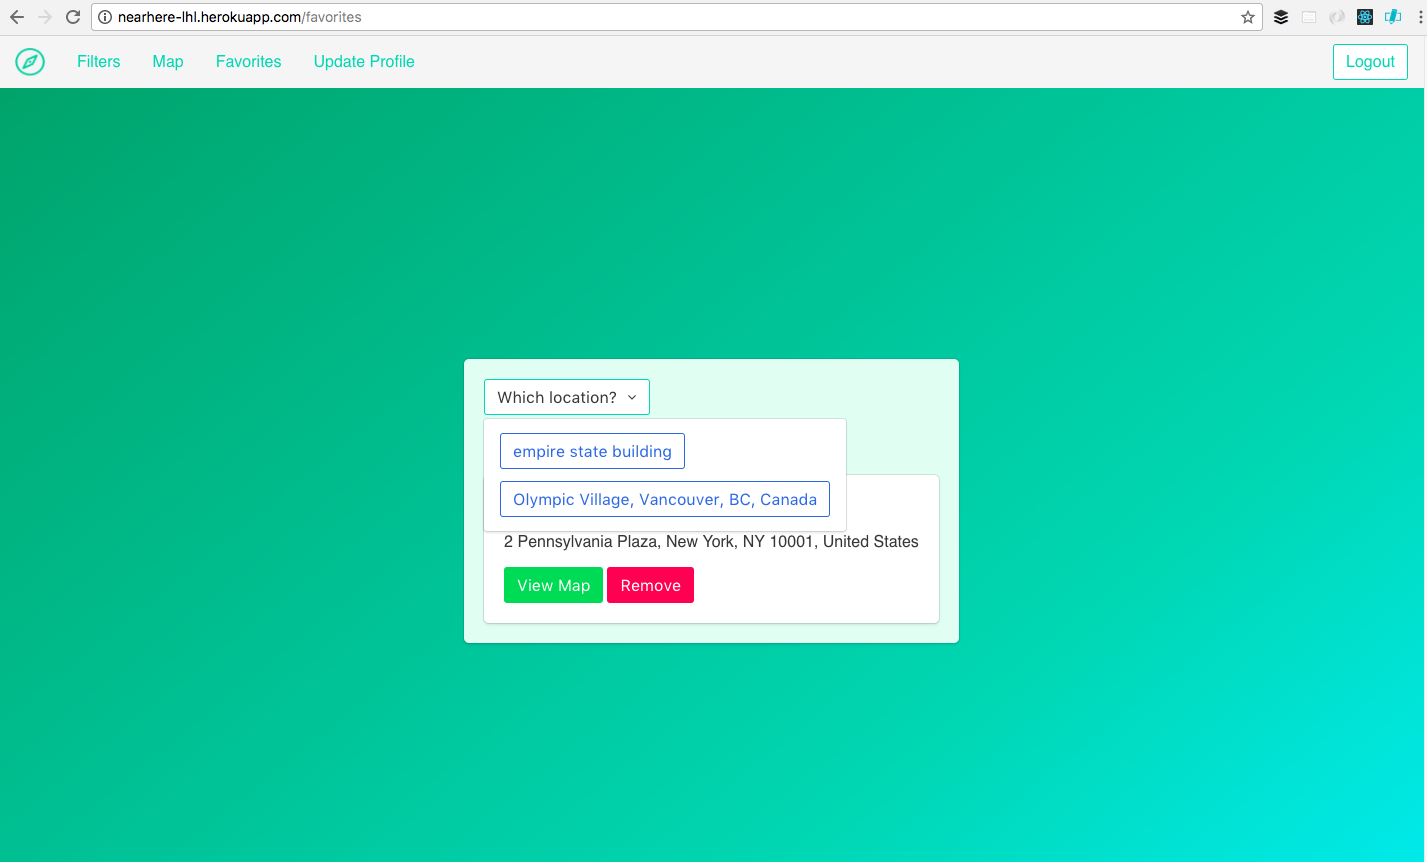 nearhere-lhl.herokuapp.com/favorites
Filters Map Favorites Update Profile Logout
Which location?
empire state building
Olympic Village, Vancouver, BC, Canada
2 Pennsylvania Plaza, New York, NY 10001, United States
View Map Remove